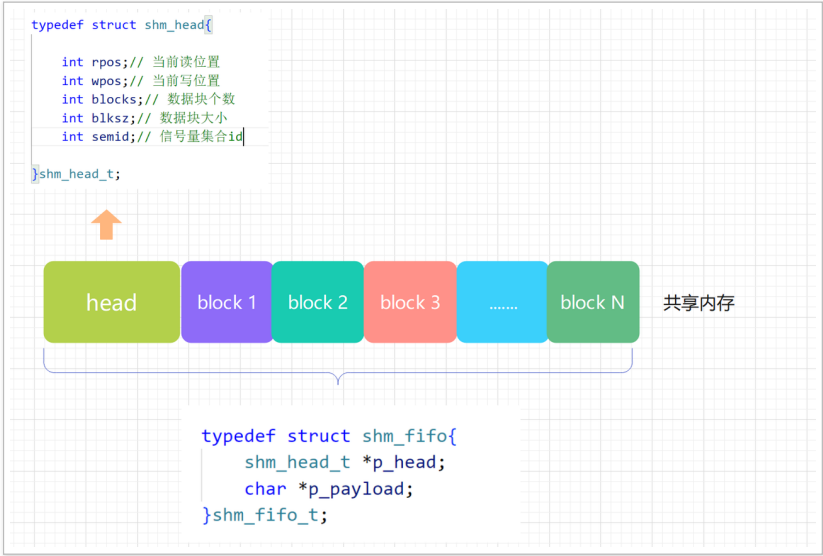 typedef struct shm_head{
int rpos;// 当前读位置
int wpos;// 当前写位置
int blocks;// 数据块个数
int blksz;// 数据块大小
int semid;// 信号量集合id
}shm_head_t;
head block 1 block 2 block 3 ....... block N 共享内存
typedef struct shm_fifo{
shm_head_t *p_head;
char *p_payload;
}shm_fifo_t;